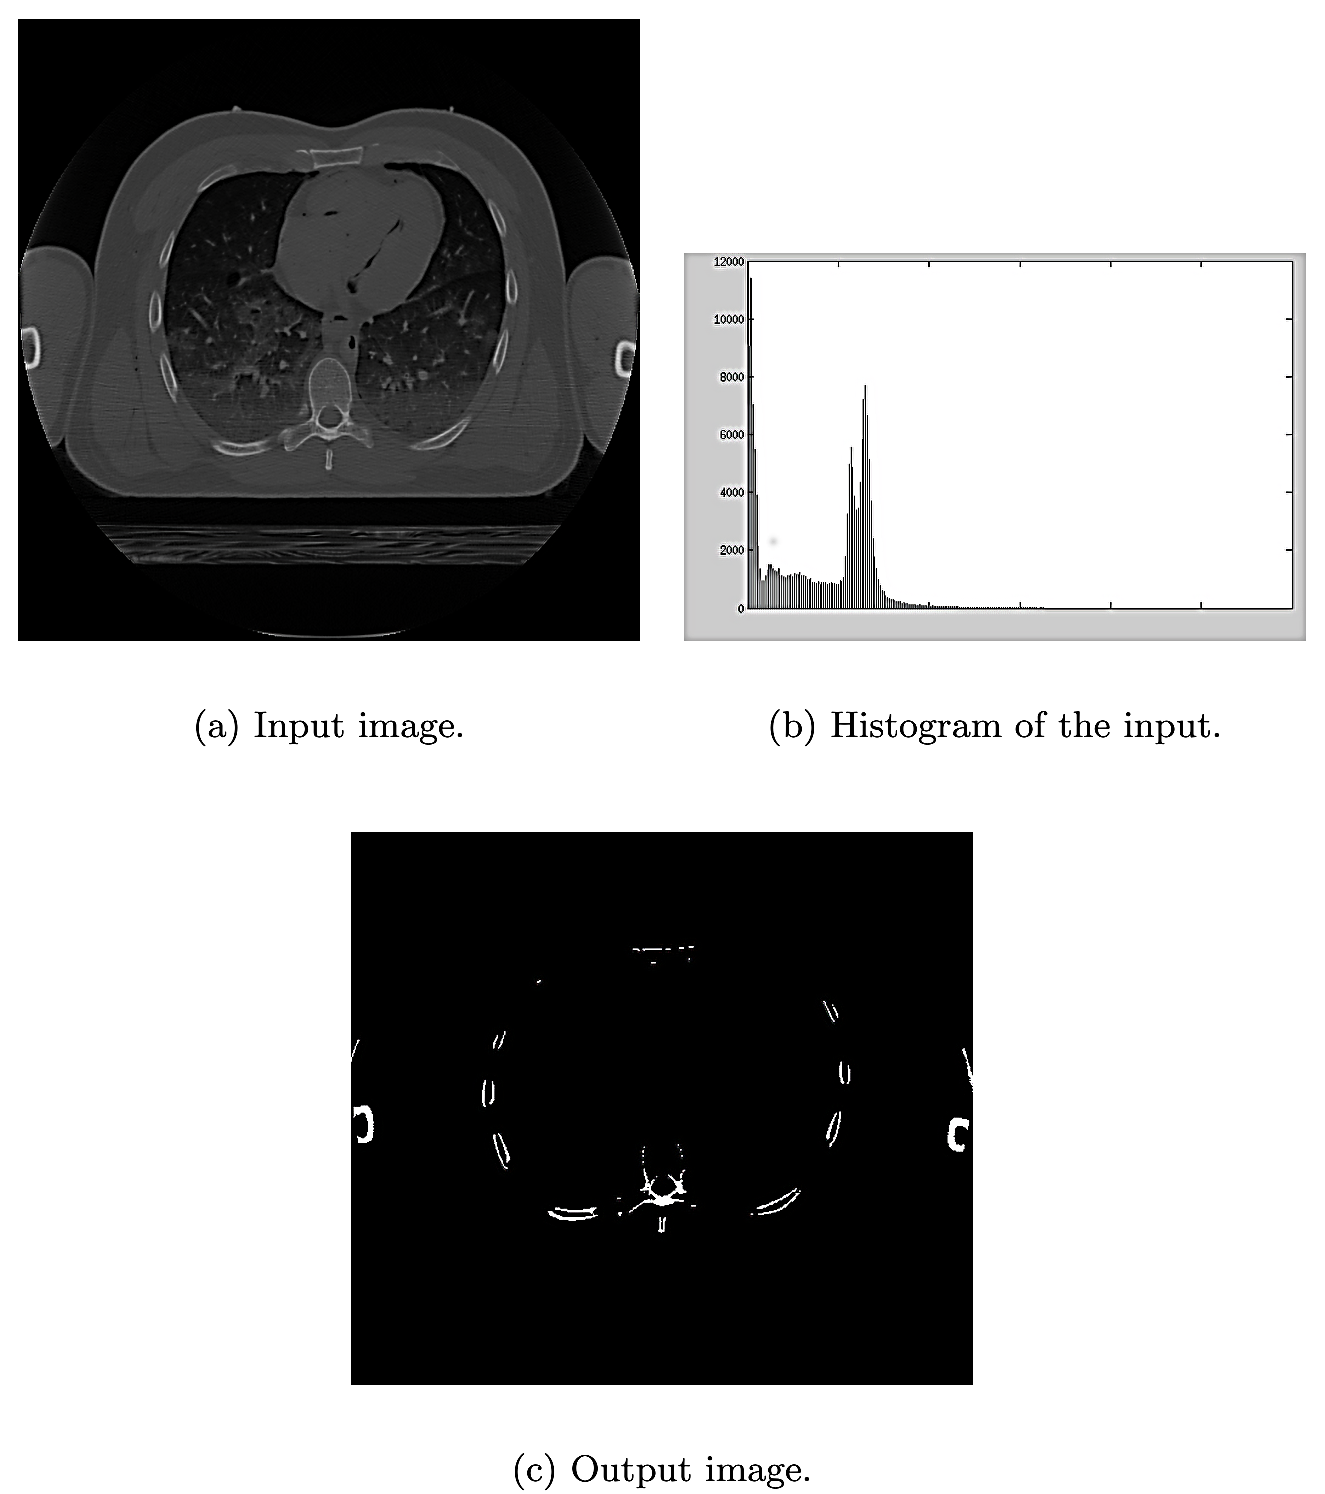 12000
10000
8000
6000
4000
2000
0
(a) Input image.
(b) Histogram of the input.
(c) Output image.